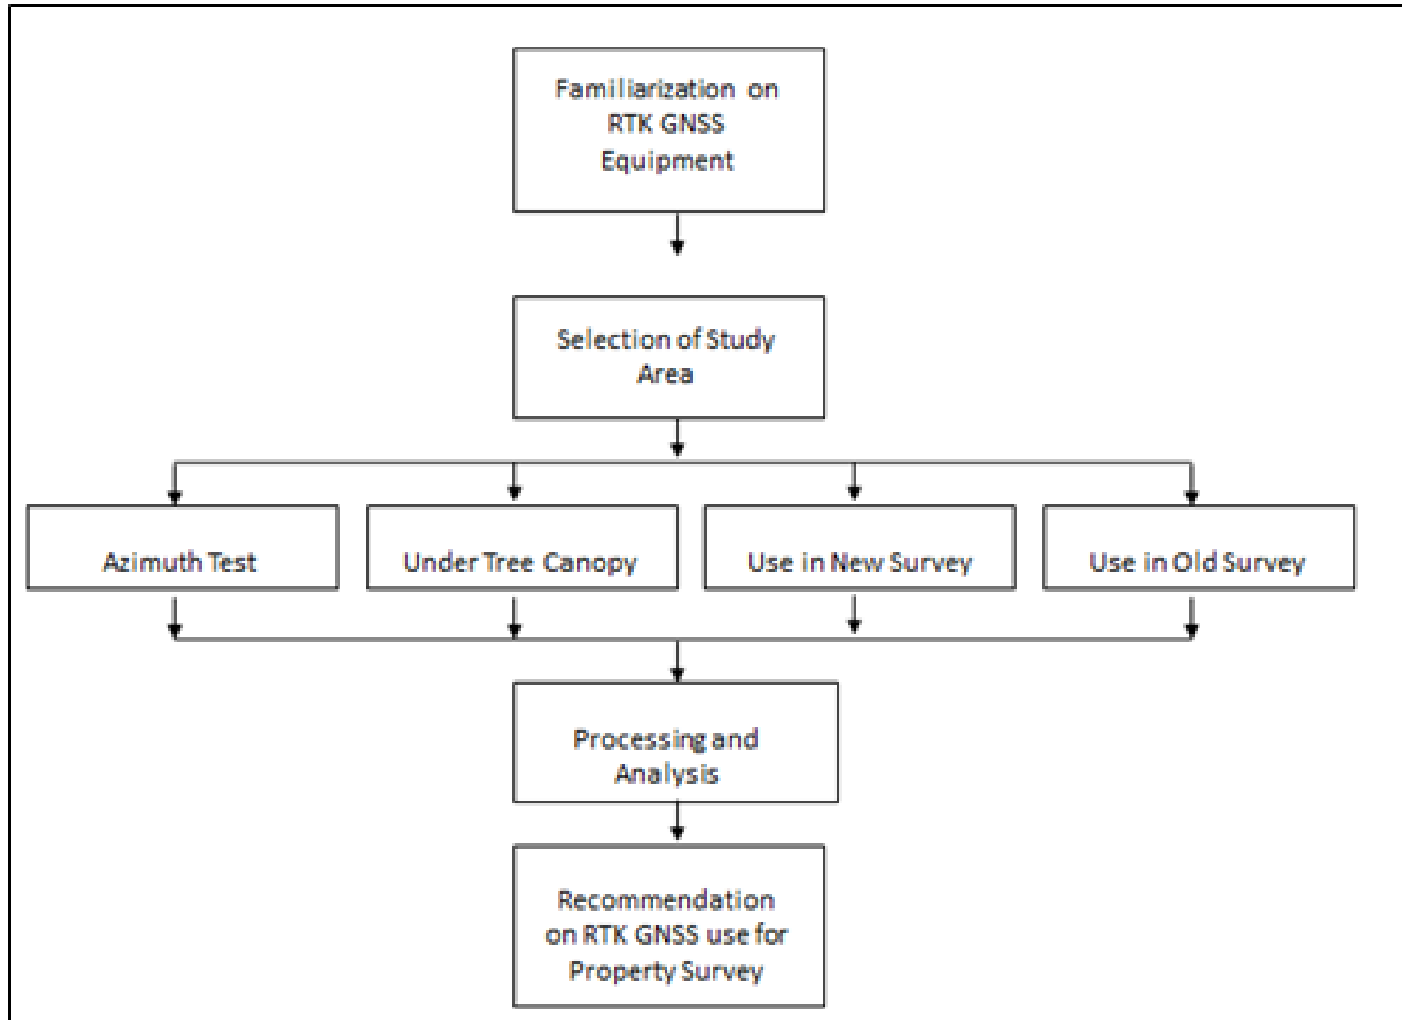 Familiarization on
RTK GNSS
Equipment
Selection of Study
Area
Azimuth Test
Under Tree Canopy
Use in New Survey
Use in Old Survey
Processing and
Analysis
Recommendation
on RTK GNSS use for
Property Survey